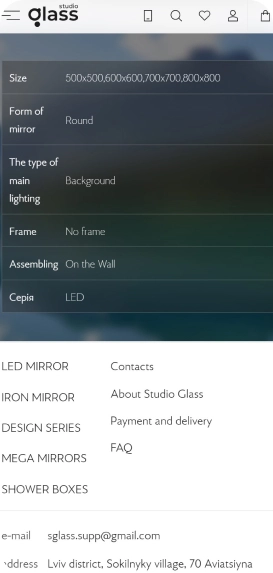 studio
glass
Size 500x500,600x600,700x700,800x800
Form of
mirror Round
The type of
main Background
lighting
Frame No frame
Assembling On the Wall
Серія LED
LED MIRROR Contacts
IRON MIRROR About Studio Glass
DESIGN SERIES Payment and delivery
MEGA MIRRORS FAQ
SHOWER BOXES
e-mail sglass.supp@gmail.com
ddress Lviv district, Sokilnyky village, 70 Aviatsiyna